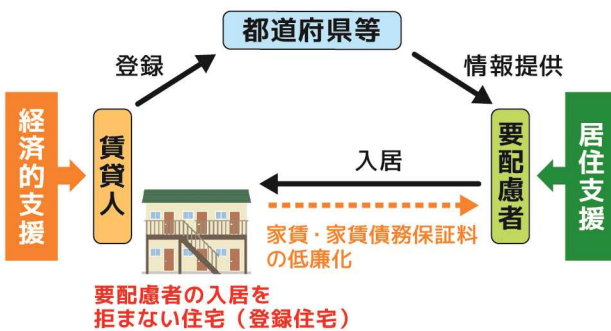 都道府県等
登録
情報提供
経済的支援
賃貸人
要配慮者
居住支援
入居
家賃・家賃債務保証料
の低廉化
要配慮者の入居を
拒まない住宅（登録住宅）